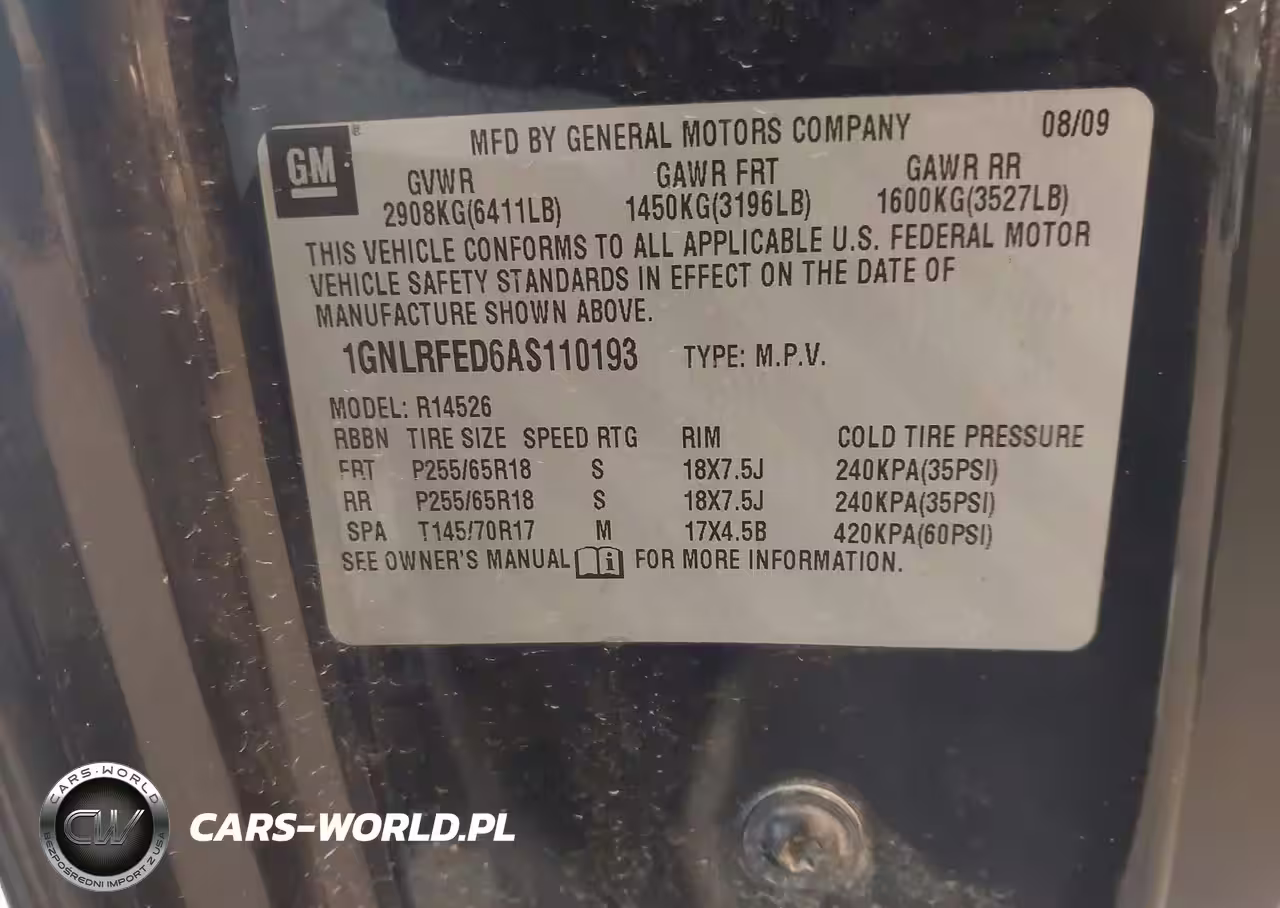 GM
MFD BY GENERAL MOTORS COMPANY 08/09
GVWR GAWR FRT GAWR RR
2908KG(6411LB) 1450KG(3196LB) 1600KG(3527LB)
THIS VEHICLE CONFORMS TO ALL APPLICABLE U.S. FEDERAL MOTOR
VEHICLE SAFETY STANDARDS IN EFFECT ON THE DATE OF
MANUFACTURE SHOWN ABOVE.
1GNLRFED6AS110193 TYPE: M.P.V.
MODEL: R14526
RBBN TIRE SIZE SPEED RTG RIM COLD TIRE PRESSURE
FRT P255/65R18 S 18X7.5J 240KPA(35PSI)
RR P255/65R18 S 18X7.5J 240KPA(35PSI)
SPA T145/70R17 M 17X4.5B 420KPA(60PSI)
SEE OWNER'S MANUAL i FOR MORE INFORMATION.
CARS-WORLD
CW
BEZPOŚREDNI IMPORT Z USA
CARS-WORLD.PL